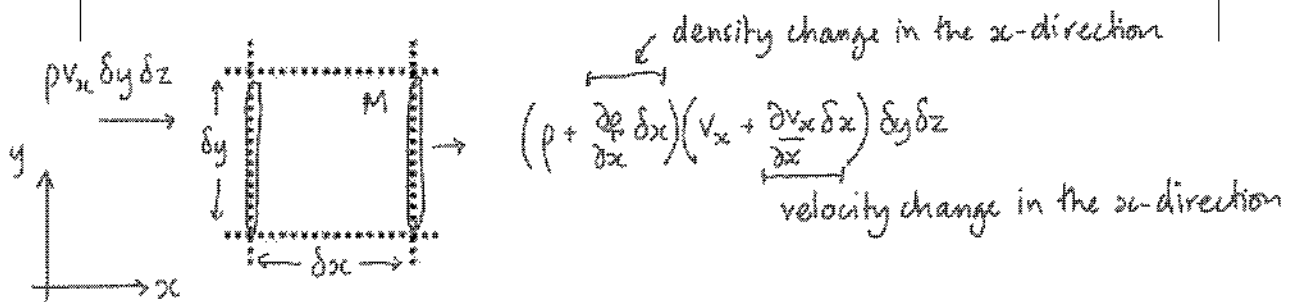 density change in the x-direction
ρvₓ δy δz
M
(ρ + ∂ρ/∂x δx)(vₓ + ∂vₓ/∂x δx) δy δz
δy
y
velocity change in the x-direction
δx
x